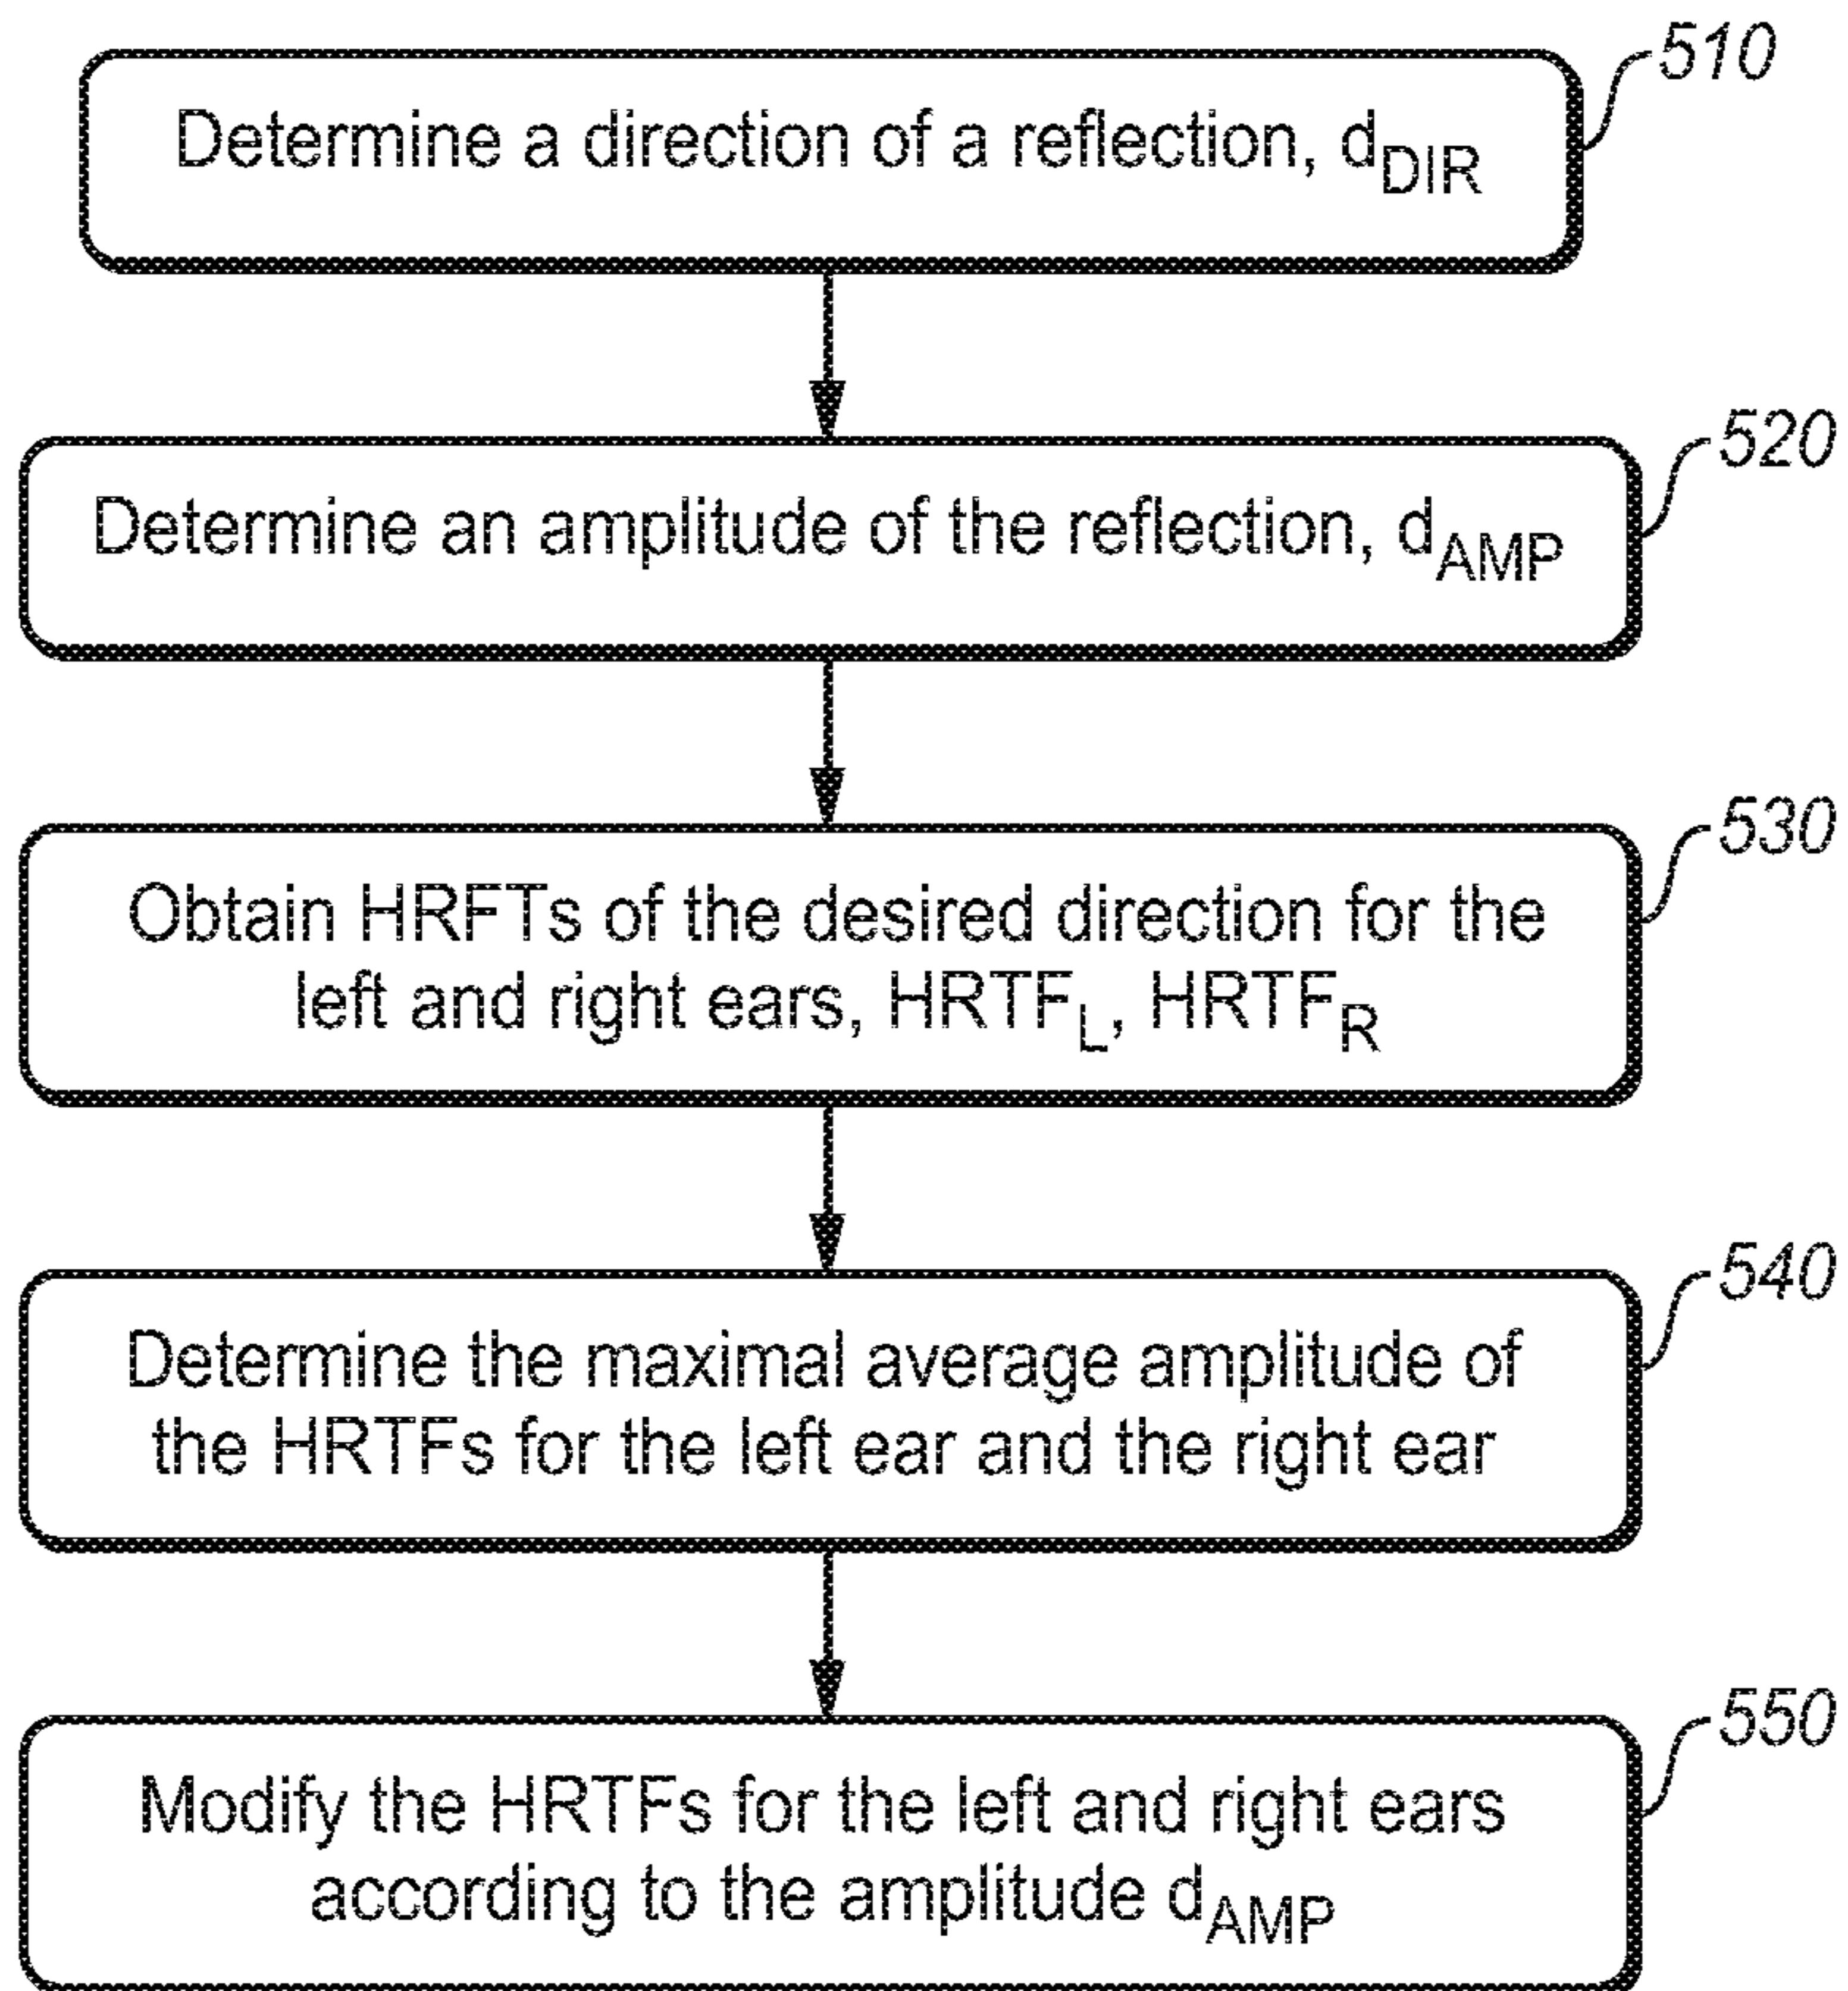 510
Determine a direction of a reflection, dDIR
520
Determine an amplitude of the reflection, dAMP
530
Obtain HRFTs of the desired direction for the
left and right ears, HRTFL, HRTFR
540
Determine the maximal average amplitude of
the HRTFs for the left ear and the right ear
550
Modify the HRTFs for the left and right ears
according to the amplitude dAMP